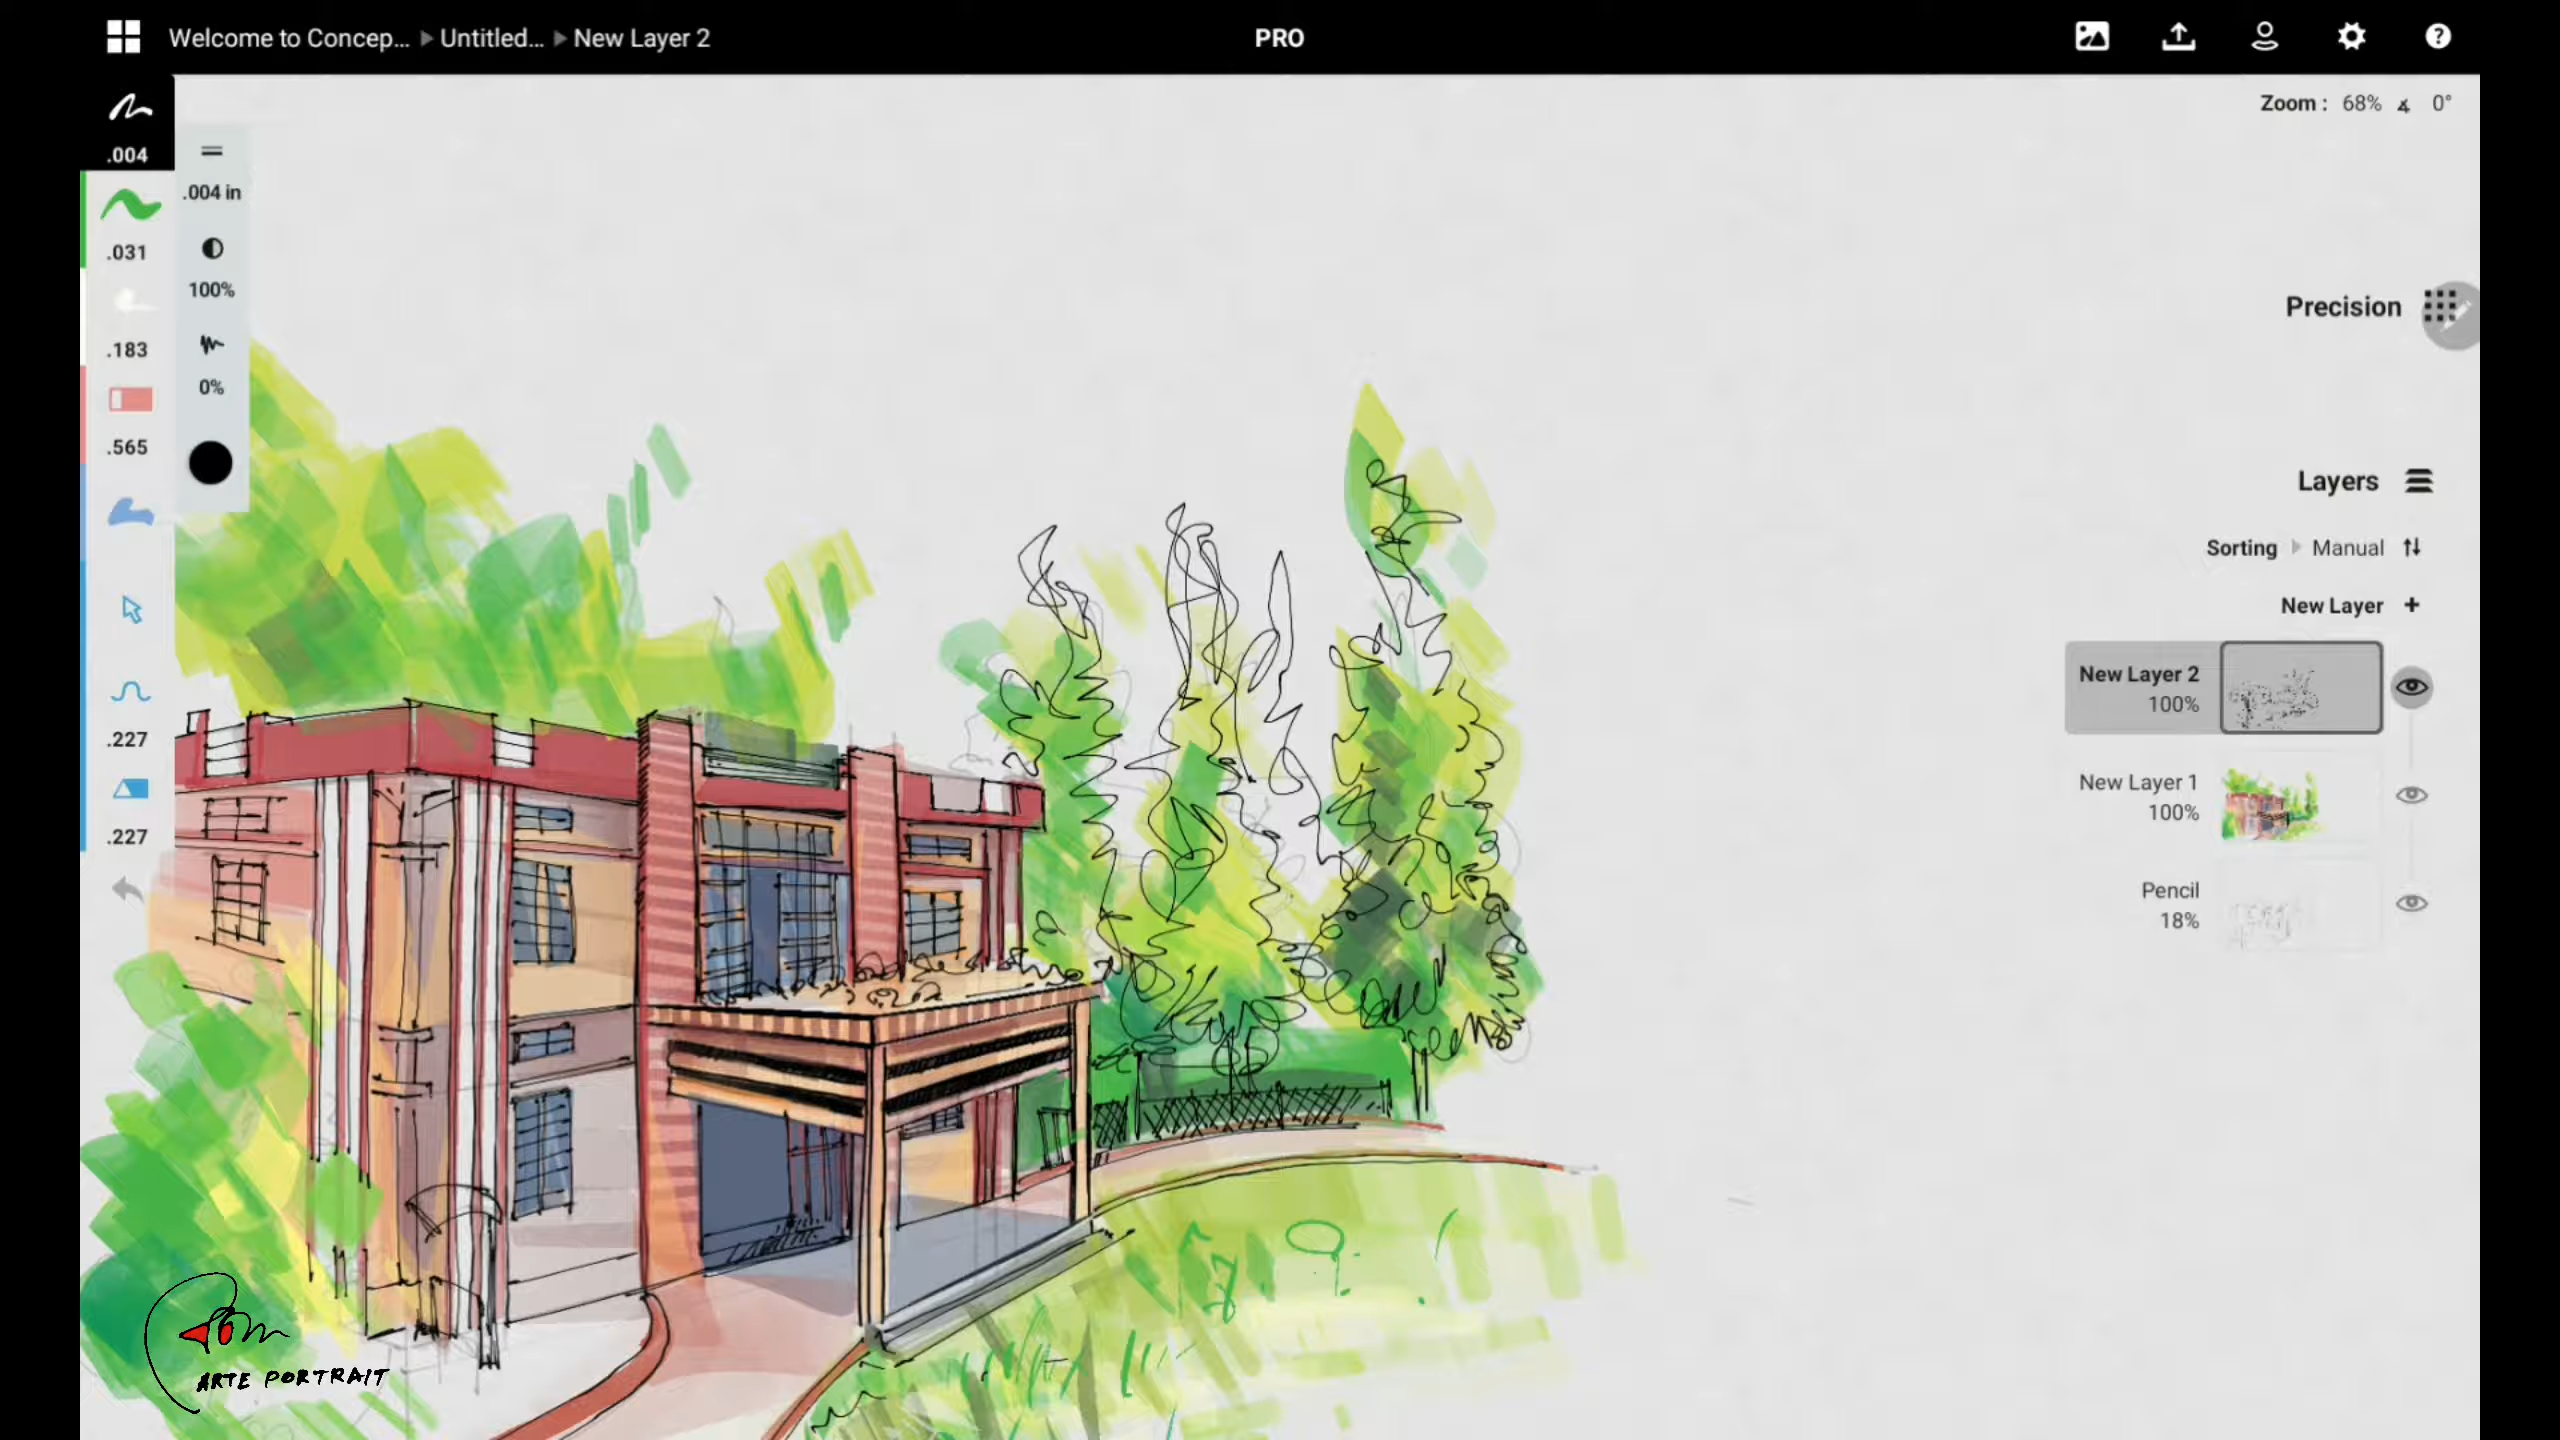 Welcome to Concep... Untitled... New Layer 2
PRO
Zoom : 68% 0°
.004
.004 in
.031
100%
.183
0%
.565
.227
.227
Precision
Layers
Sorting Manual
New Layer +
New Layer 2
100%
New Layer 1
100%
Pencil
18%
ARTE PORTRAIT